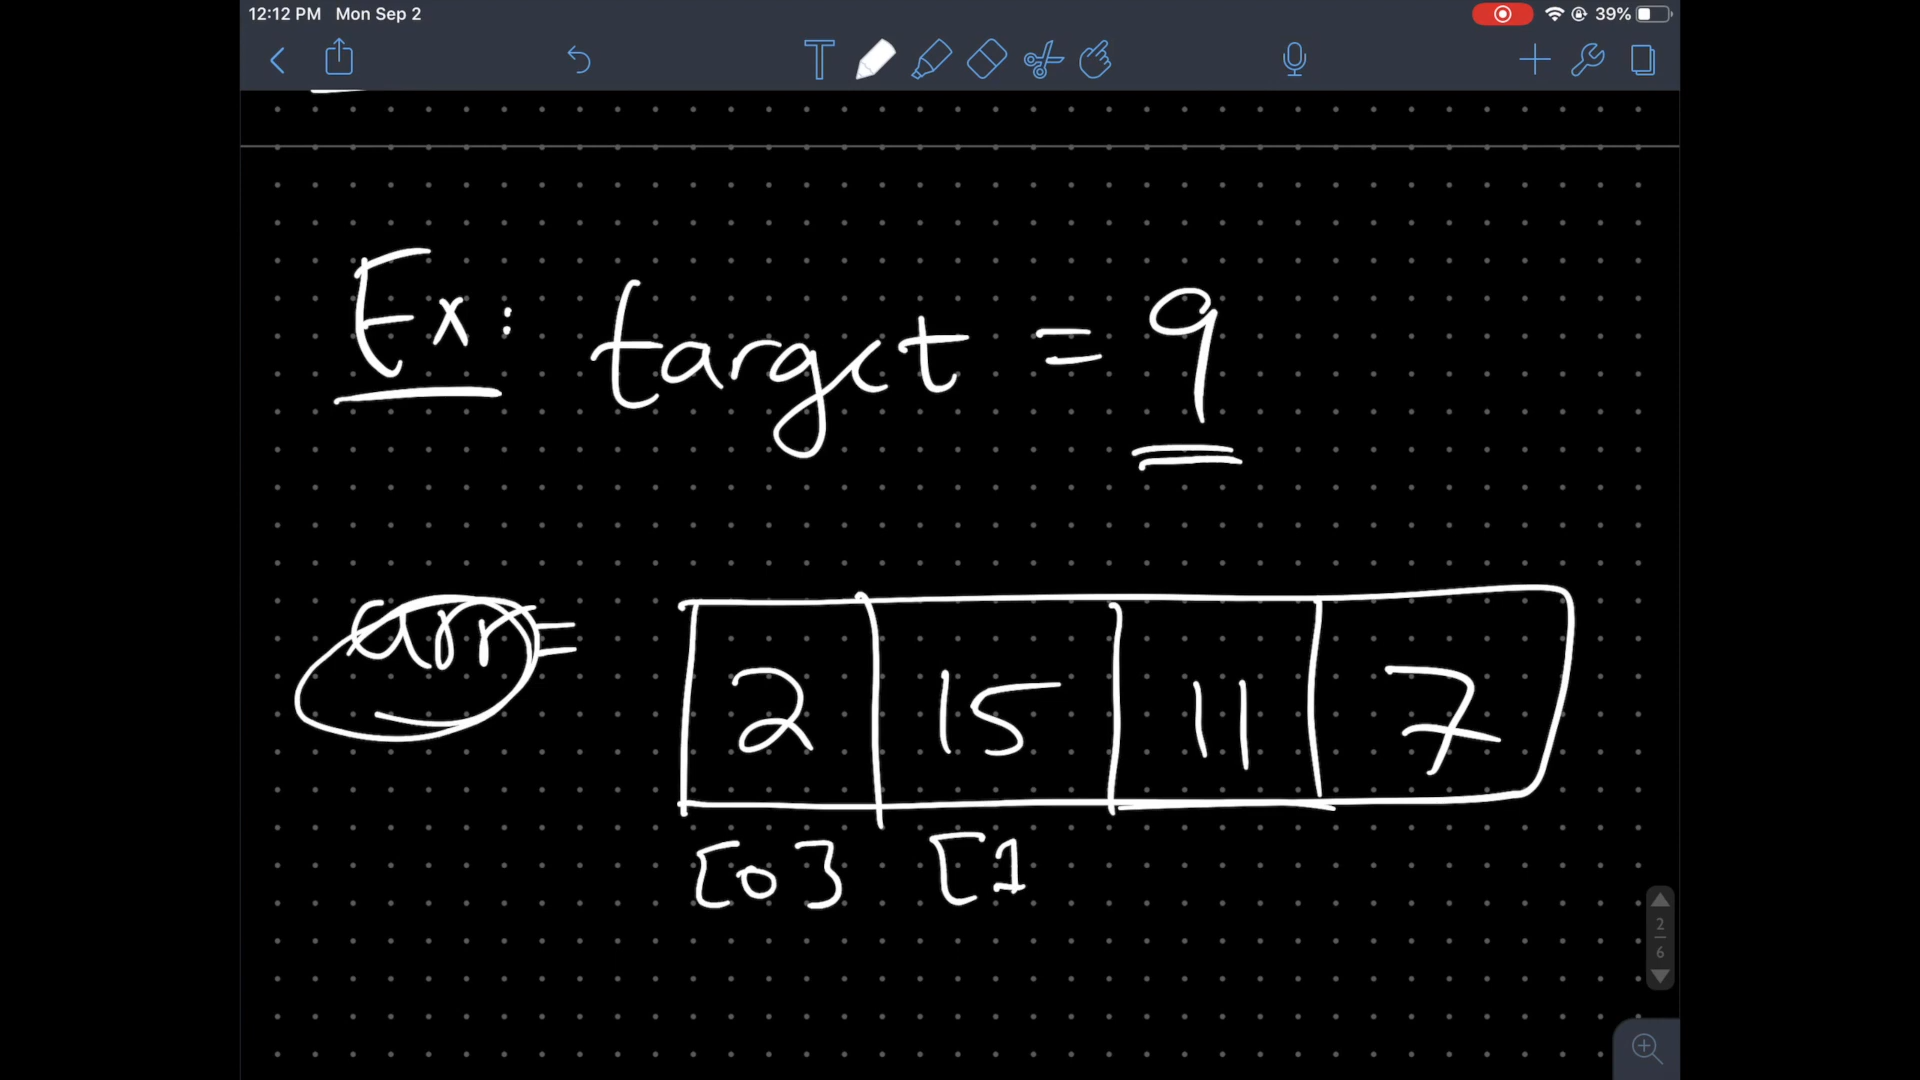 12:12 PM Mon Sep 2 39%
T
Ex: target = 9
arr= 2 15 11 7
[0] [1
2
6